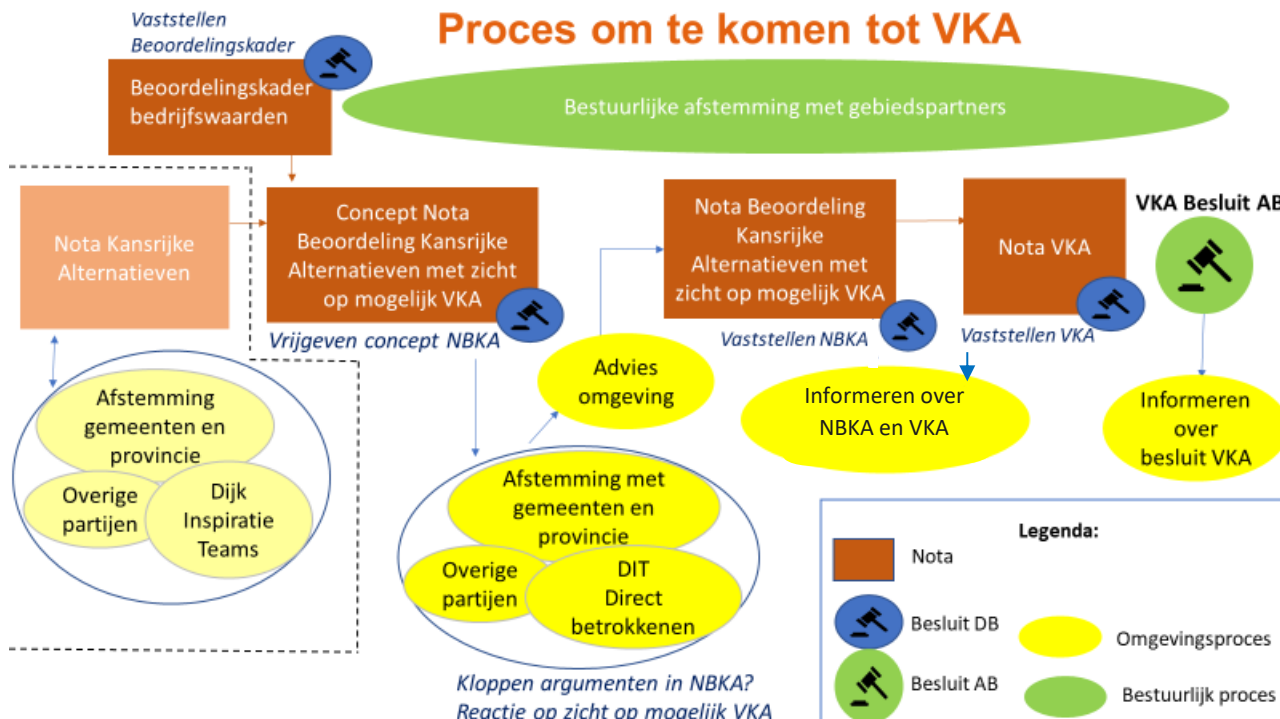 Proces om te komen tot VKA
Vaststellen
Beoordelingskader
Beoordelingskader
bedrijfswaarden
Bestuurlijke afstemming met gebiedspartners
Nota Kansrijke
Alternatieven
Concept Nota
Beoordeling Kansrijke
Alternatieven met zicht
op mogelijk VKA
Vrijgeven concept NBKA
Nota Beoordeling
Kansrijke
Alternatieven met
zicht op mogelijk VKA
Vaststellen NBKA
Nota VKA
Vaststellen VKA
VKA Besluit AB
Afstemming
gemeenten en
provincie
Overige
partijen
Dijk
Inspiratie
Teams
Advies
omgeving
Informeren over
NBKA en VKA
Informeren
over
besluit VKA
Afstemming met
gemeenten en
provincie
Overige
partijen
DIT
Direct
betrokkenen
Kloppen argumenten in NBKA?
Reactie op zicht op mogelijk VKA
Legenda:
Nota
Besluit DB
Omgevingsproces
Besluit AB
Bestuurlijk proces